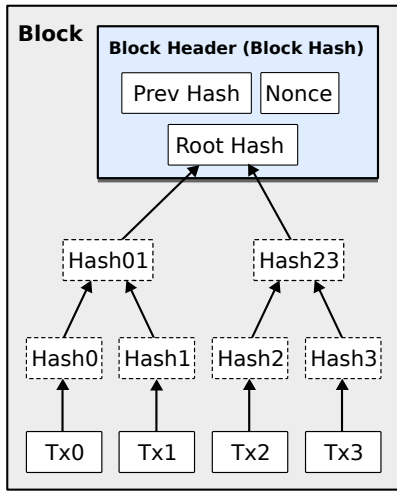 Block
Block Header (Block Hash)
Prev Hash Nonce
Root Hash
Hash01 Hash23
Hash0 Hash1 Hash2 Hash3
Tx0 Tx1 Tx2 Tx3